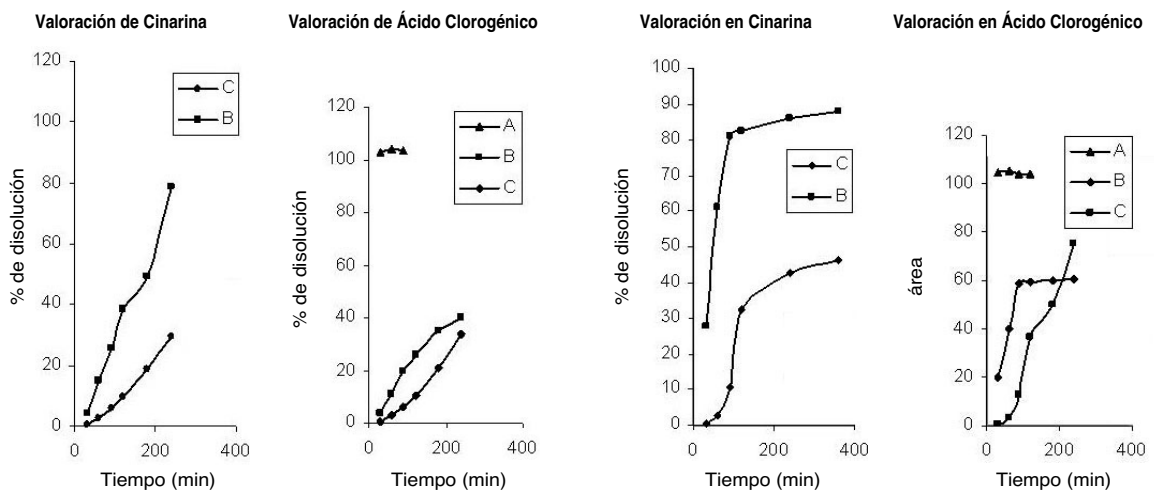 Valoración de Cinarina
120
100
80
60
40
20
0
0
200
400
% de disolución
Tiempo (min)
C
B
Valoración de Ácido Clorogénico
120
100
80
60
40
20
0
0
200
400
% de disolución
Tiempo (min)
A
B
C
Valoración en Cinarina
100
90
80
70
60
50
40
30
20
10
0
0
200
400
% de disolución
Tiempo (min)
C
B
Valoración en Ácido Clorogénico
120
100
80
60
40
20
0
0
200
400
área
Tiempo (min)
A
B
C